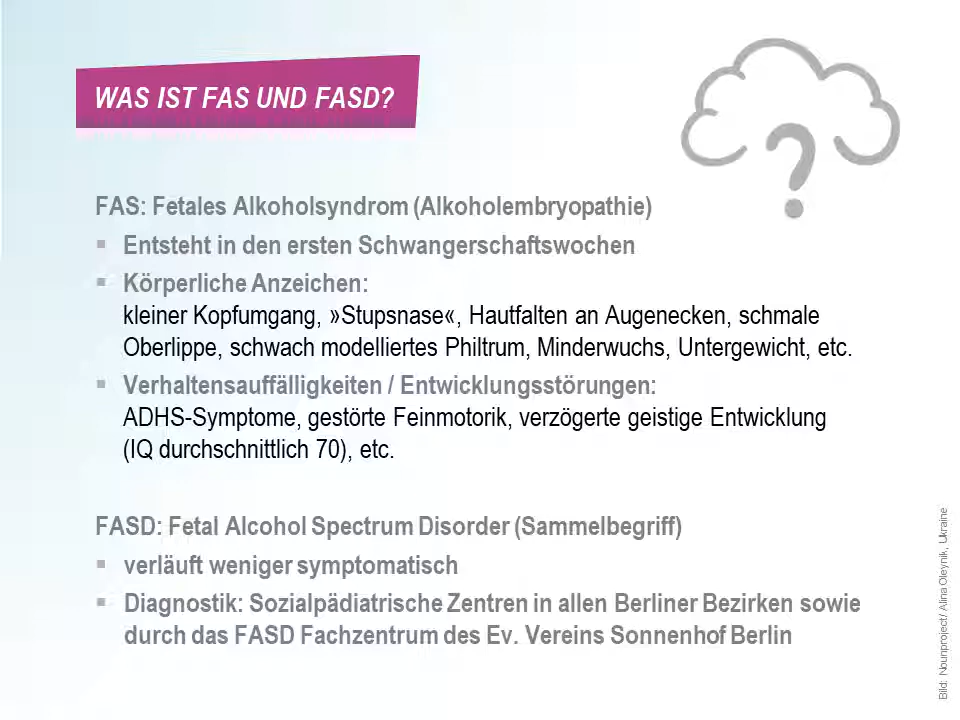 WAS IST FAS UND FASD?
FAS: Fetales Alkoholsyndrom (Alkoholembryopathie)
▪ Entsteht in den ersten Schwangerschaftswochen
▪ Körperliche Anzeichen:
kleiner Kopfumgang, »Stupsnase«, Hautfalten an Augenecken, schmale
Oberlippe, schwach modelliertes Philtrum, Minderwuchs, Untergewicht, etc.
▪ Verhaltensauffälligkeiten / Entwicklungsstörungen:
ADHS-Symptome, gestörte Feinmotorik, verzögerte geistige Entwicklung
(IQ durchschnittlich 70), etc.
FASD: Fetal Alcohol Spectrum Disorder (Sammelbegriff)
▪ verläuft weniger symptomatisch
▪ Diagnostik: Sozialpädiatrische Zentren in allen Berliner Bezirken sowie
durch das FASD Fachzentrum des Ev. Vereins Sonnenhof Berlin
Bild: Nounproject/ Alina Oleynik, Ukraine